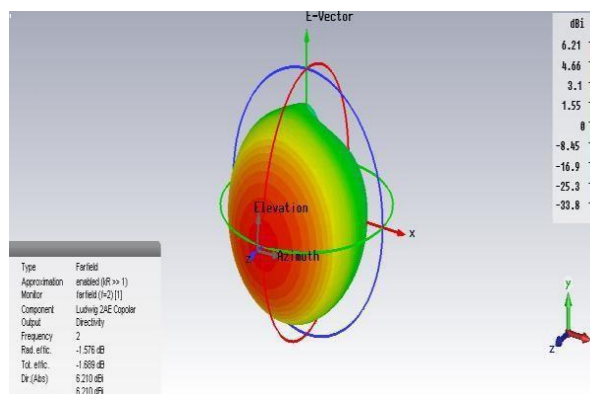 E-Vector
dBi
6.21
4.66
3.1
1.55
0
-8.45
-16.9
-25.3
-33.8
Elevation
Azimuth
z
x
Type Farfield
Approximation enabled (kR >> 1)
Monitor farfield (f=2) [1]
Component Ludwig 2AE Copolar
Output Directivity
Frequency 2
Rad. effic. -1.576 dB
Tot. effic. -1.689 dB
Dir.(Abs) 6.210 dBi
6.210 dBi
y
z